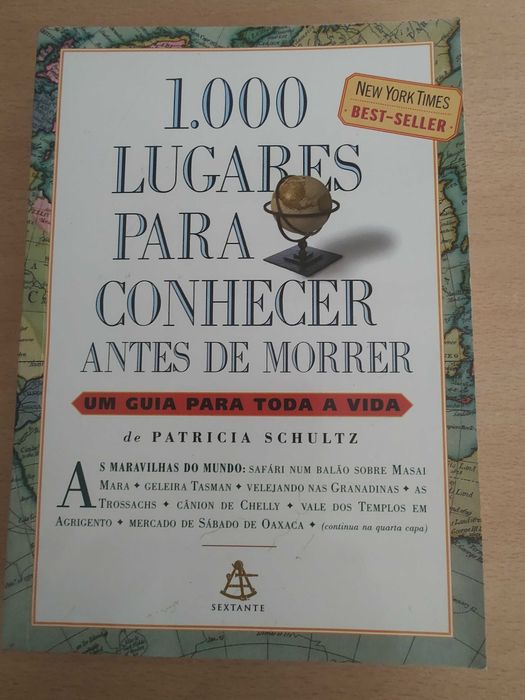 1.000
LUGARES
PARA
CONHECER
ANTES DE MORRER
NEW YORK TIMES
BEST-SELLER
UM GUIA PARA TODA A VIDA
de PATRICIA SCHULTZ
AS MARAVILHAS DO MUNDO: SAFÁRI NUM BALÃO SOBRE MASAI
MARA • GELEIRA TASMAN • VELEJANDO NAS GRANADINAS • AS
TROSSACHS • CÂNION DE CHELLY • VALE DOS TEMPLOS EM
AGRIGENTO • MERCADO DE SÁBADO DE OAXACA • (continua na quarta capa)
SEXTANTE